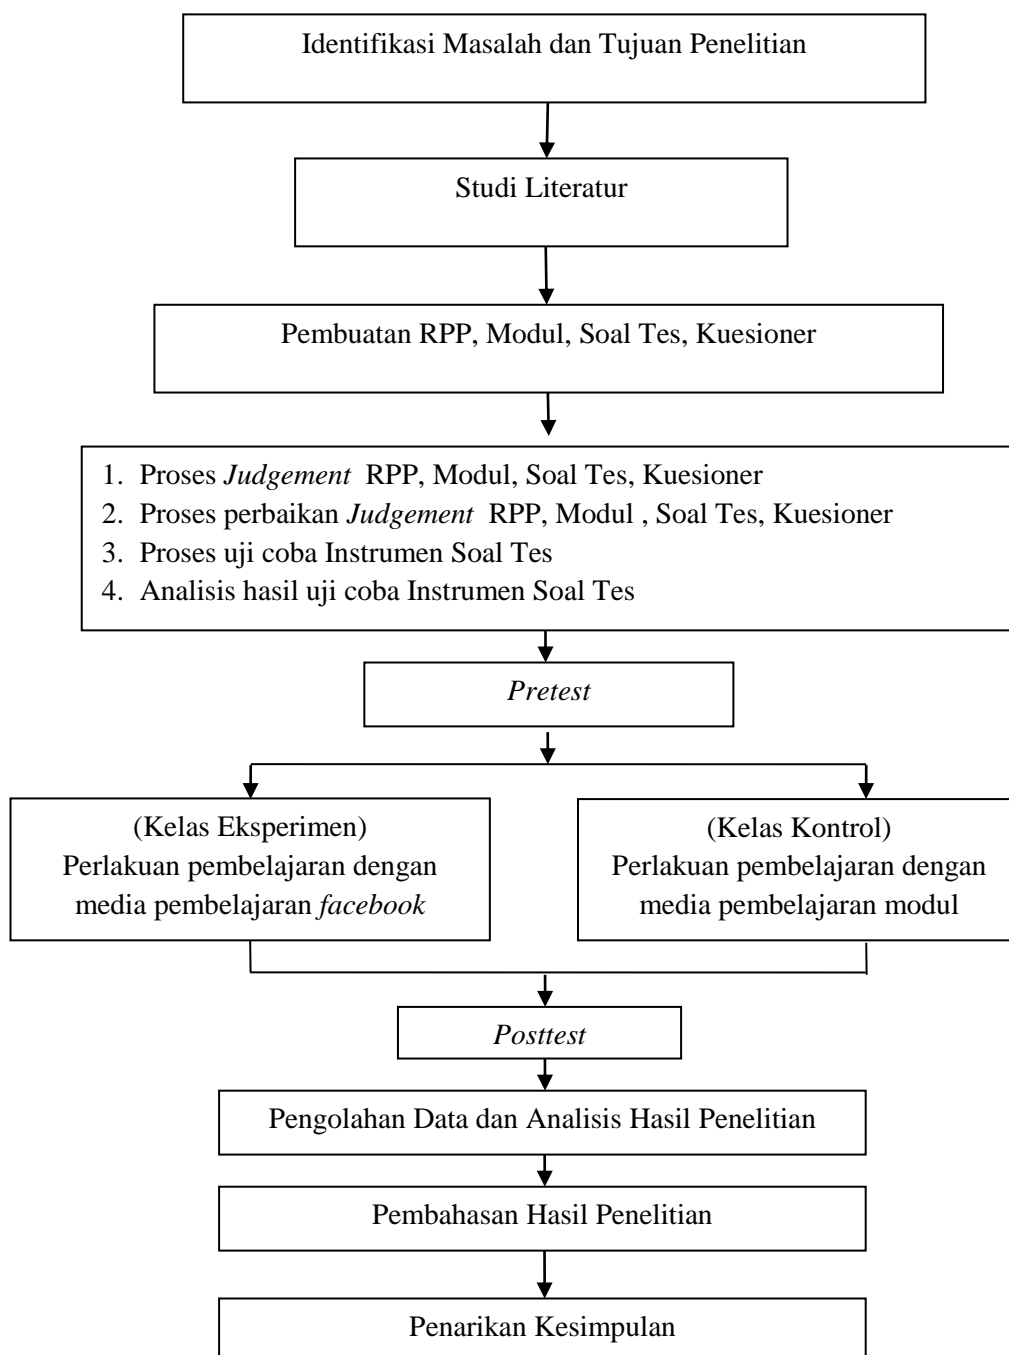 Identifikasi Masalah dan Tujuan Penelitian
Studi Literatur
Pembuatan RPP, Modul, Soal Tes, Kuesioner
1. Proses Judgement RPP, Modul, Soal Tes, Kuesioner
2. Proses perbaikan Judgement RPP, Modul , Soal Tes, Kuesioner
3. Proses uji coba Instrumen Soal Tes
4. Analisis hasil uji coba Instrumen Soal Tes
Pretest
(Kelas Eksperimen)
Perlakuan pembelajaran dengan
media pembelajaran facebook
(Kelas Kontrol)
Perlakuan pembelajaran dengan
media pembelajaran modul
Posttest
Pengolahan Data dan Analisis Hasil Penelitian
Pembahasan Hasil Penelitian
Penarikan Kesimpulan